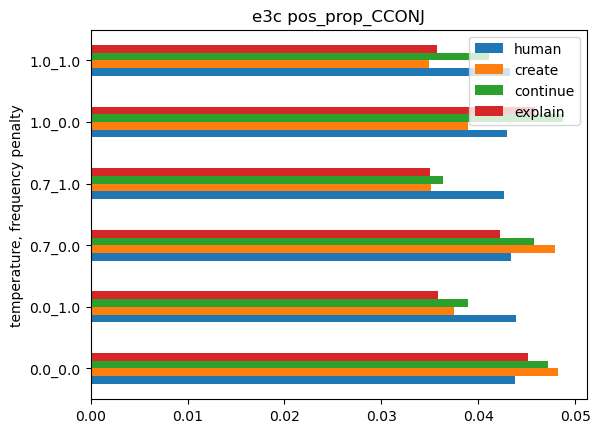 e3c pos_prop_CCONJ
human
create
continue
explain
temperature, frequency penalty
1.0_1.0
1.0_0.0
0.7_1.0
0.7_0.0
0.0_1.0
0.0_0.0
0.00 0.01 0.02 0.03 0.04 0.05